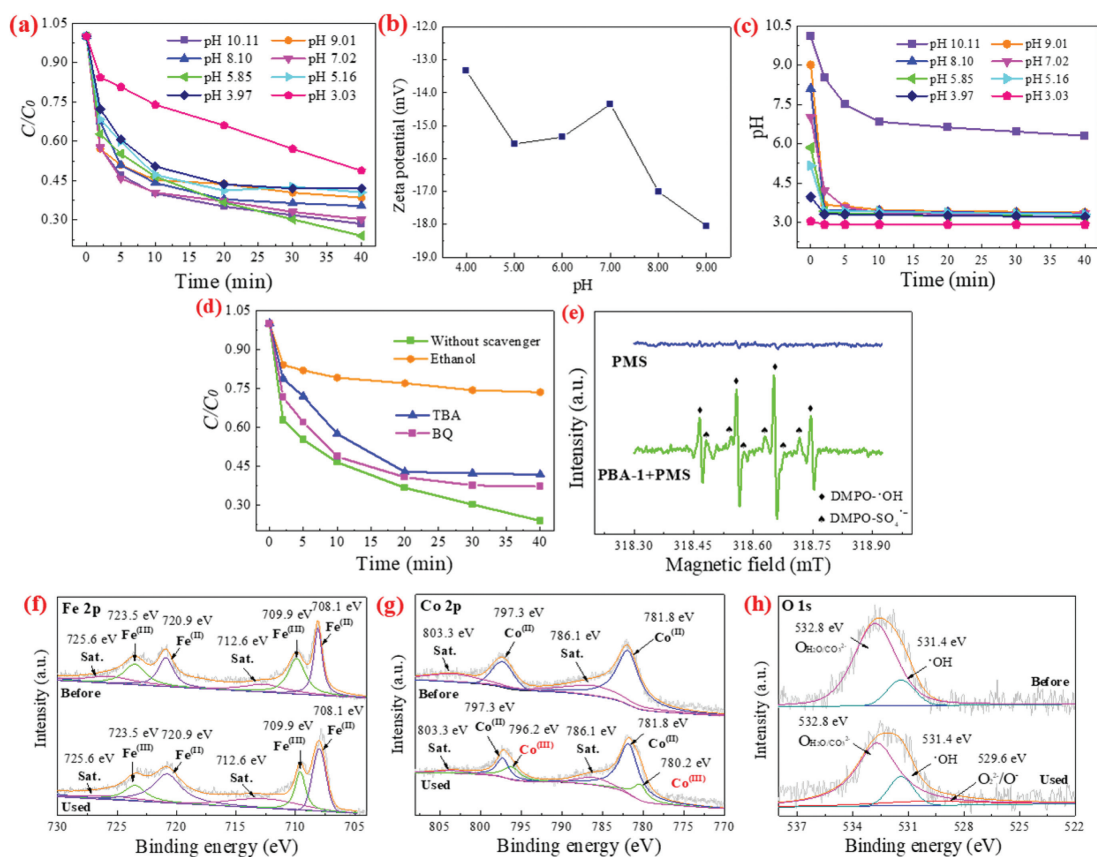 (a)
1.05
0.90
0.75
0.60
0.45
0.30
C/C0
pH 10.11
pH 9.01
pH 8.10
pH 7.02
pH 5.85
pH 5.16
pH 3.97
pH 3.03
0 5 10 20 30 40
Time (min)
(b)
-12.0
-13.0
-14.0
-15.0
-16.0
-17.0
-18.0
-19.0
Zeta potential (mV)
4.00 5.00 6.00 7.00 8.00 9.00
pH
(c)
10.5
9.0
7.5
6.0
4.5
3.0
pH
pH 10.11
pH 9.01
pH 8.10
pH 7.02
pH 5.85
pH 5.16
pH 3.97
pH 3.03
0 5 10 20 30 40
Time (min)
(d)
1.05
0.90
0.75
0.60
0.45
0.30
C/C0
Without scavenger
Ethanol
TBA
BQ
0 5 10 20 30 40
Time (min)
(e)
Intensity (a.u.)
PMS
PBA-1+PMS
♦ DMPO-·OH
♠ DMPO-SO4·−
318.30 318.45 318.60 318.75 318.90
Magnetic field (mT)
(f)
Fe 2p
Intensity (a.u.)
708.1 eV
723.5 eV
709.9 eV
725.6 eV
720.9 eV
Fe(III)
712.6 eV
Fe(II)
Sat.
Fe(II)
Fe(III)
Sat.
Before
708.1 eV
723.5 eV
720.9 eV
709.9 eV
Fe(II)
725.6 eV
Fe(III)
Fe(II)
712.6 eV
Fe(III)
Sat.
Sat.
Used
730 725 720 715 710 705
Binding energy (eV)
(g)
Co 2p
Intensity (a.u.)
797.3 eV
781.8 eV
803.3 eV
Co(II)
786.1 eV
Co(II)
Sat.
Sat.
Before
797.3 eV
781.8 eV
803.3 eV
Co(II)
796.2 eV
786.1 eV
Co(II)
Sat.
Co(III)
Sat.
780.2 eV
Co(III)
Used
805 800 795 790 785 780 775 770
Binding energy (eV)
(h)
O 1s
Intensity (a.u.)
532.8 eV
531.4 eV
OH2O/CO32-
·OH
Before
532.8 eV
531.4 eV
OH2O/CO32-
·OH
529.6 eV
O22-/O-
Used
537 534 531 528 525 522
Binding energy (eV)